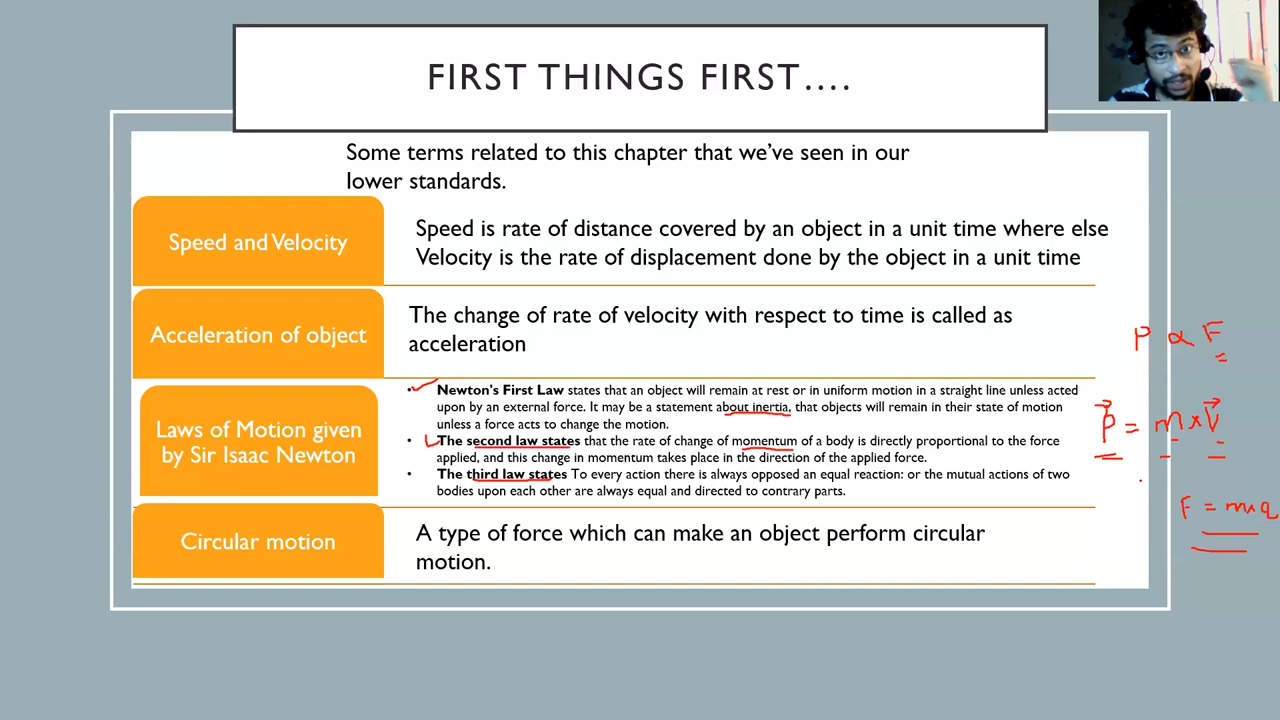 FIRST THINGS FIRST….
Some terms related to this chapter that we’ve seen in our
lower standards.
Speed and Velocity
Speed is rate of distance covered by an object in a unit time where else
Velocity is the rate of displacement done by the object in a unit time
Acceleration of object
The change of rate of velocity with respect to time is called as
acceleration
Laws of Motion given
by Sir Isaac Newton
• Newton's First Law states that an object will remain at rest or in uniform motion in a straight line unless acted
upon by an external force. It may be a statement about inertia, that objects will remain in their state of motion
unless a force acts to change the motion.
• The second law states that the rate of change of momentum of a body is directly proportional to the force
applied, and this change in momentum takes place in the direction of the applied force.
• The third law states To every action there is always opposed an equal reaction: or the mutual actions of two
bodies upon each other are always equal and directed to contrary parts.
Circular motion
A type of force which can make an object perform circular
motion.
P ∝ F
P⃗ = m × V⃗
F = ma